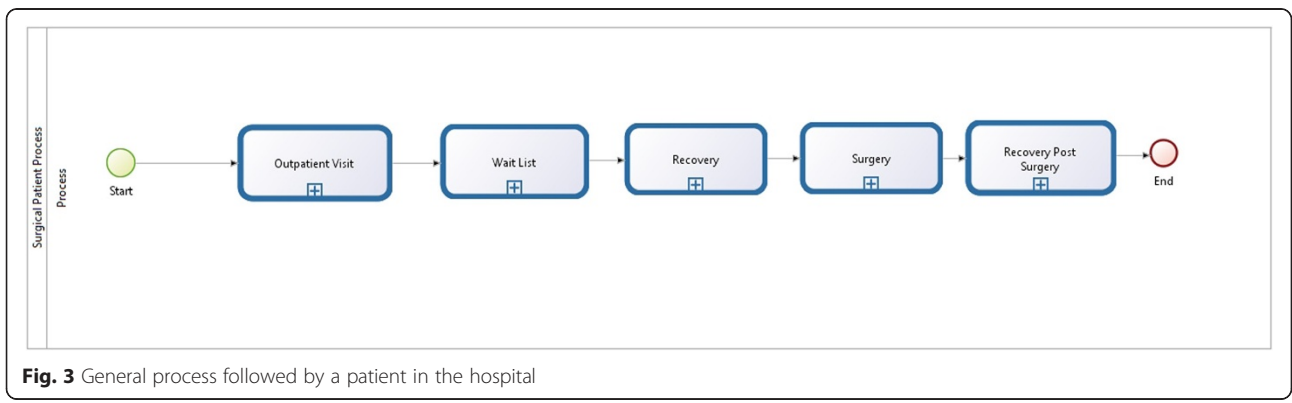 Surgical Patient Process
Process
Start
Outpatient Visit
Wait List
Recovery
Surgery
Recovery Post
Surgery
End
Fig. 3 General process followed by a patient in the hospital